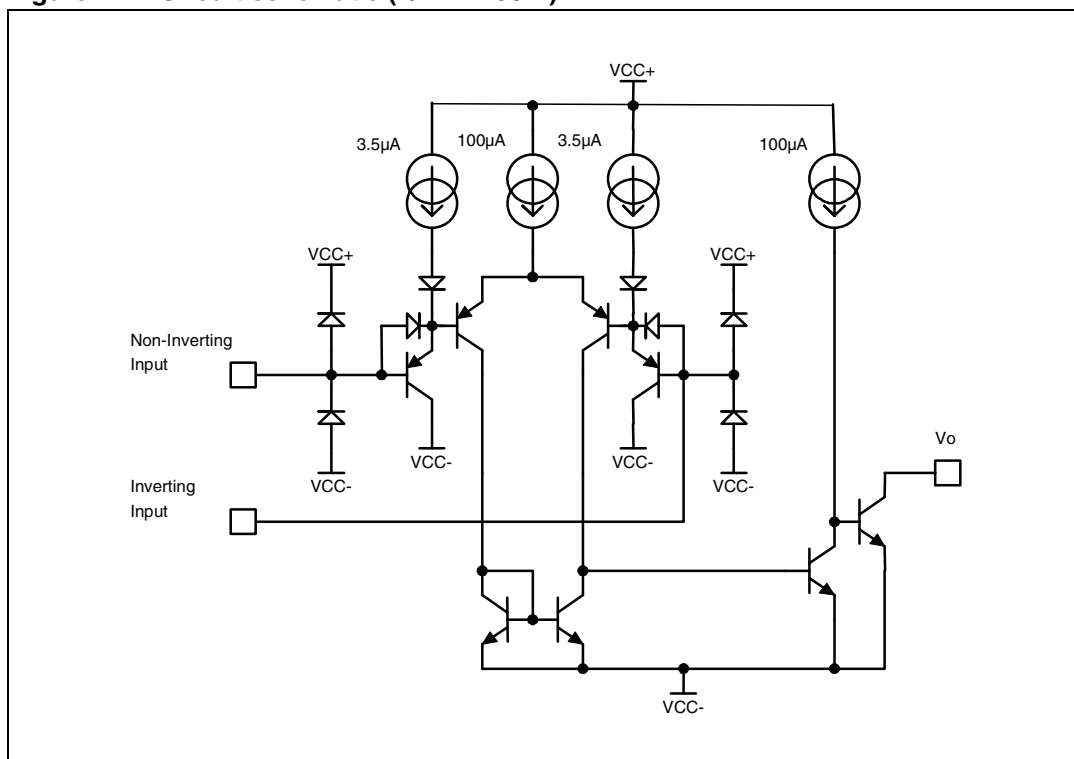 VCC+
3.5µA
100µA
3.5µA
100µA
VCC+
VCC+
Non-Inverting
Input
VCC-
VCC-
VCC-
VCC-
Vo
Inverting
Input
VCC-